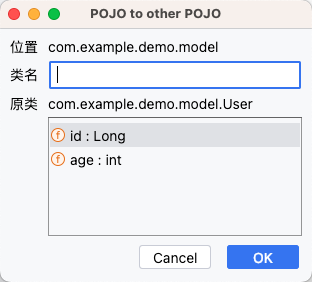 POJO to other POJO
位置 com.example.demo.model
类名
原类 com.example.demo.model.User
f id : Long
f age : int
Cancel OK